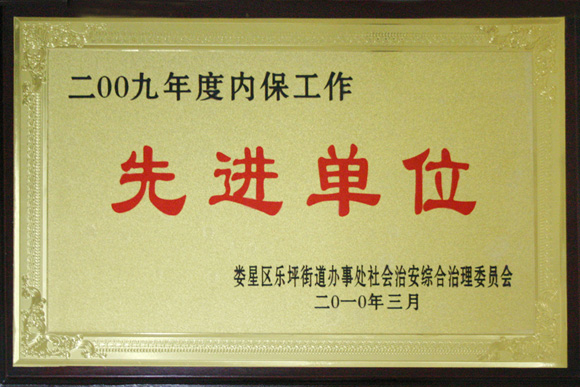 二00九年度内保工作
先进单位
娄星区乐坪街道办事处社会治安综合治理委员会
二0一0年三月